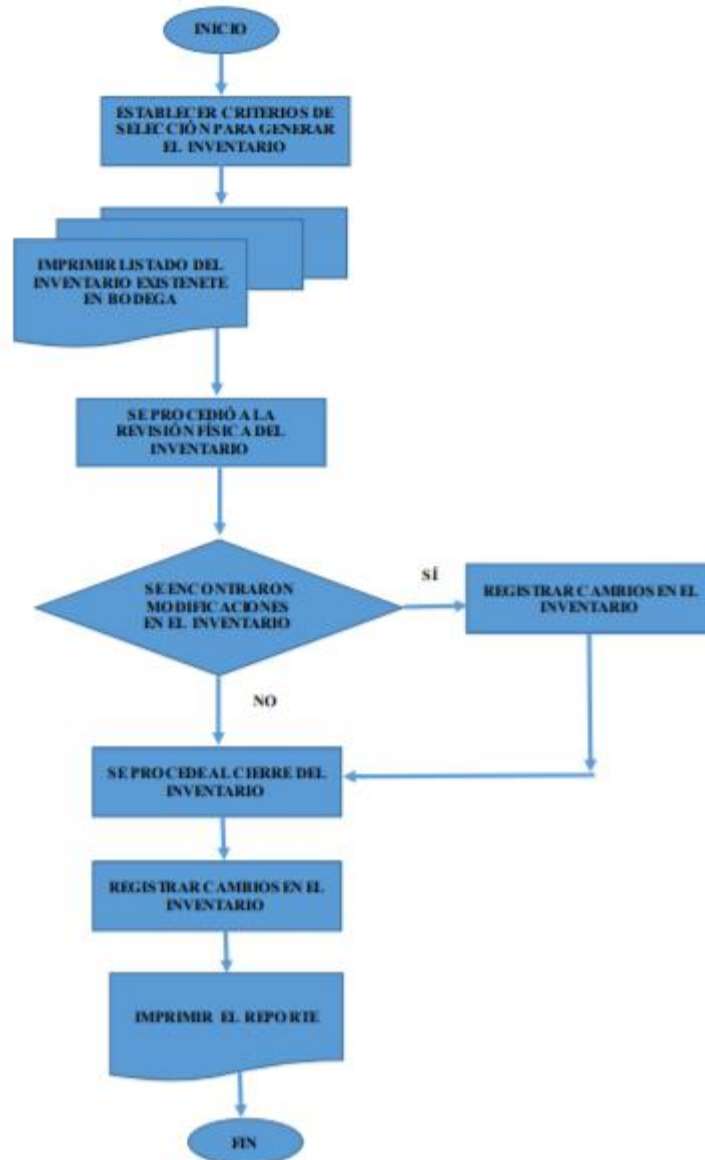 INICIO
ESTABLECER CRITERIOS DE
SELECCIÓN PARA GENERAR
EL INVENTARIO
IMPRIMIR LISTADO DEL
INVENTARIO EXISTENETE
EN BODEGA
SE PROCEDIÓ A LA
REVISIÓN FÍSICA DEL
INVENTARIO
SE ENCONTRARON
MODIFICACIONES
EN EL INVENTARIO
SÍ
REGISTRAR CAMBIOS EN EL
INVENTARIO
NO
SE PROCEDE AL CIERRE DEL
INVENTARIO
REGISTRAR CAMBIOS EN EL
INVENTARIO
IMPRIMIR EL REPORTE
FIN